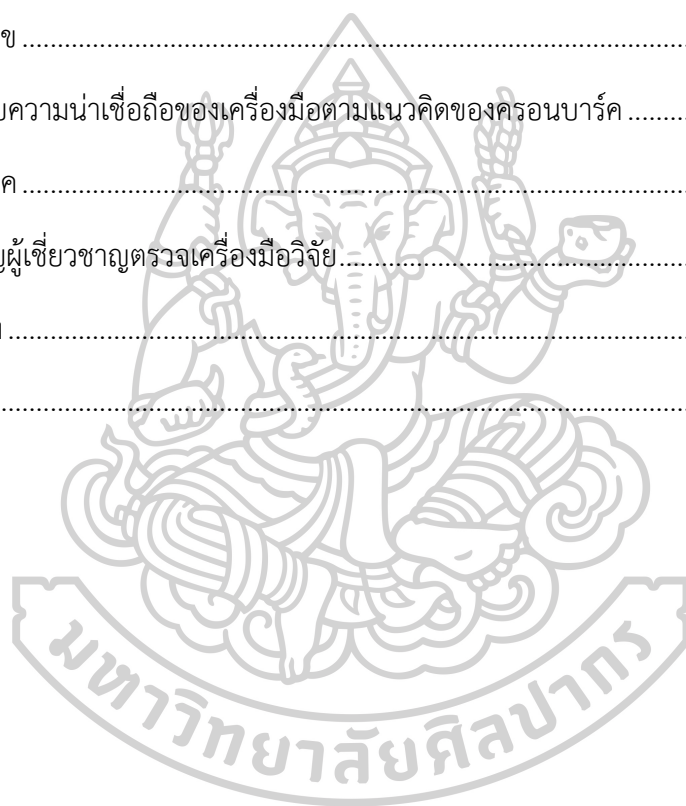 ข ........................................................................................................
บความน่าเชื่อถือของเครื่องมือตามแนวคิดของครอนบาร์ค ..........
ค ........................................................................................................
ผู้เชี่ยวชาญตรวจเครื่องมือวิจัย..........................................................
........................................................................................................
........................................................................................................
มหาวิทยาลัยศิลปากร